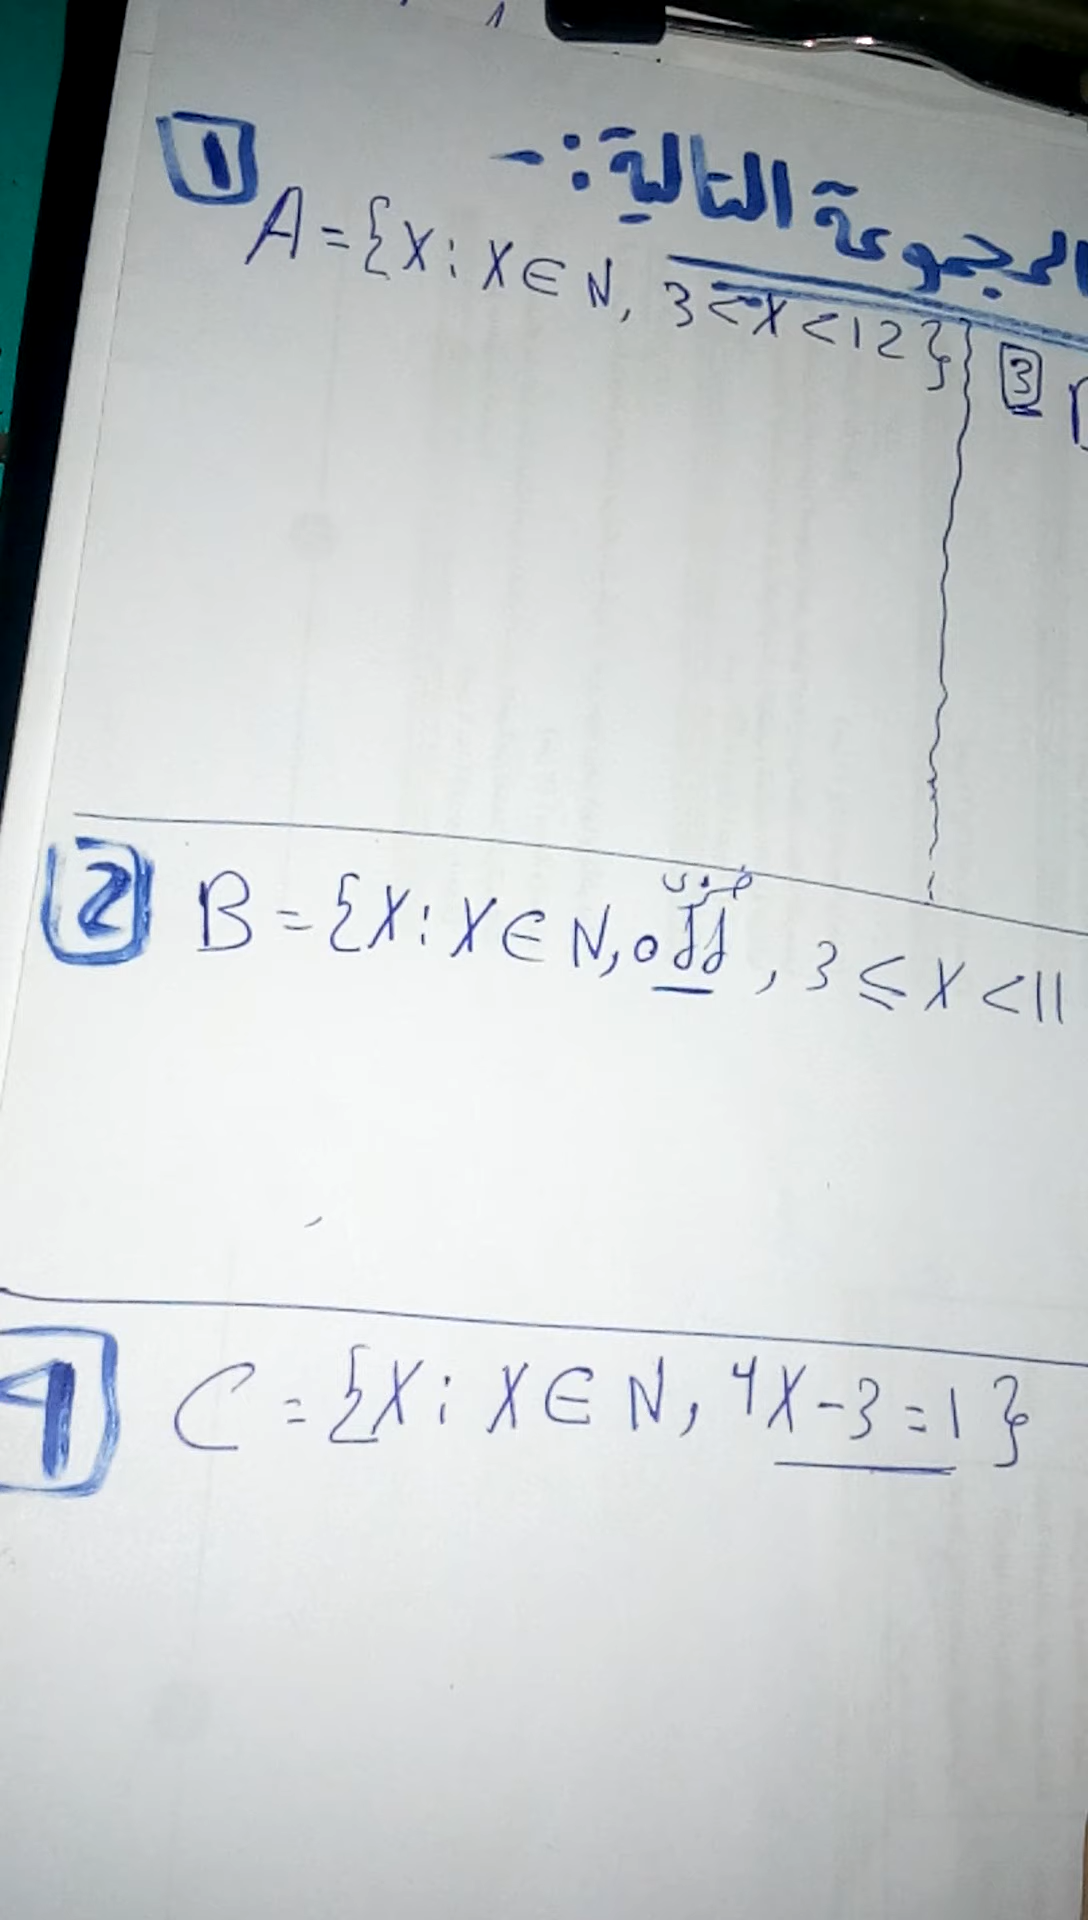 المجموعة التالية :-
1 A = {X : X ∈ N, 3 < X < 12}
3
2 B = {X : X ∈ N, odd , 3 ≤ X < 11
فردي
4 C = {X : X ∈ N, 4X - 3 = 1}